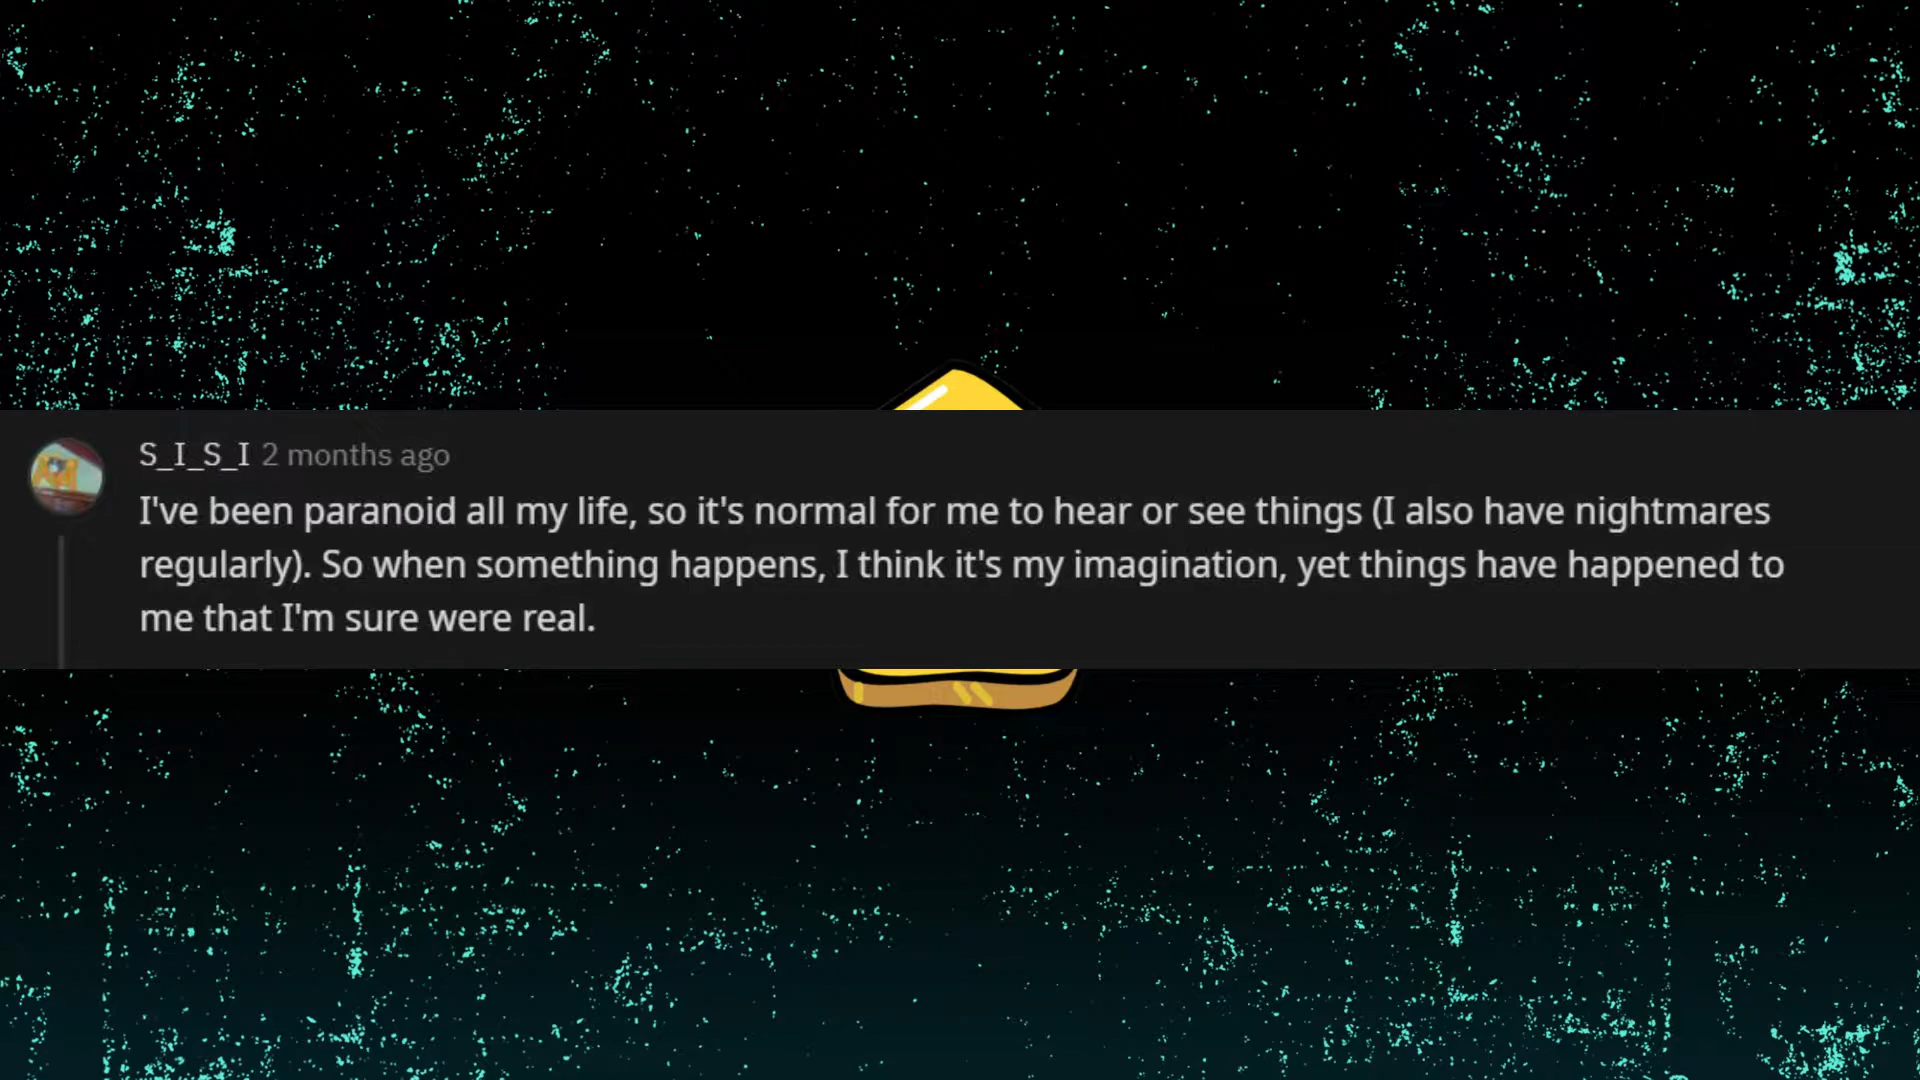 S_I_S_I 2 months ago
I've been paranoid all my life, so it's normal for me to hear or see things (I also have nightmares
regularly). So when something happens, I think it's my imagination, yet things have happened to
me that I'm sure were real.